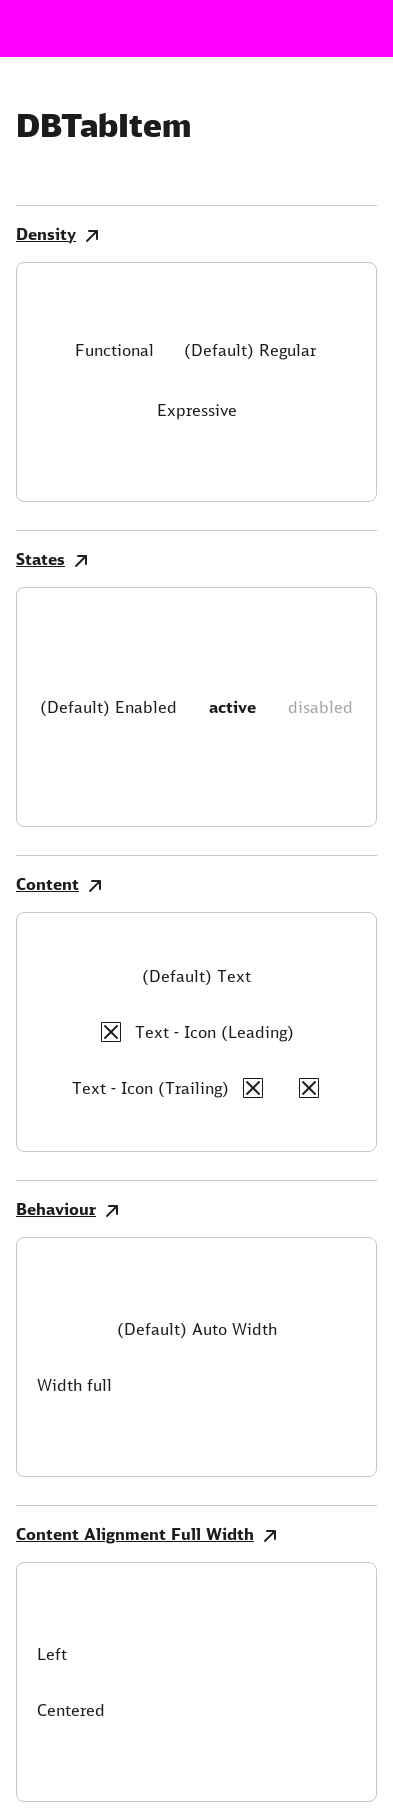 DBTabItem
Density
Functional (Default) Regular
Expressive
States
(Default) Enabled active disabled
Content
(Default) Text
Text - Icon (Leading)
Text - Icon (Trailing)
Behaviour
(Default) Auto Width
Width full
Content Alignment Full Width
Left
Centered